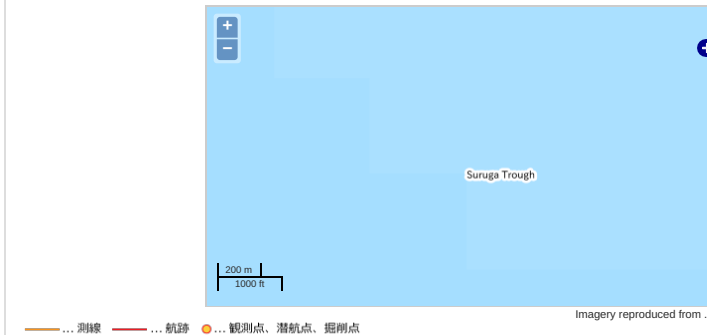 +
−
Suruga Trough
200 m
1000 ft
Imagery reproduced from .
... 測線 ... 航跡 ... 観測点、潜航点、掘削点